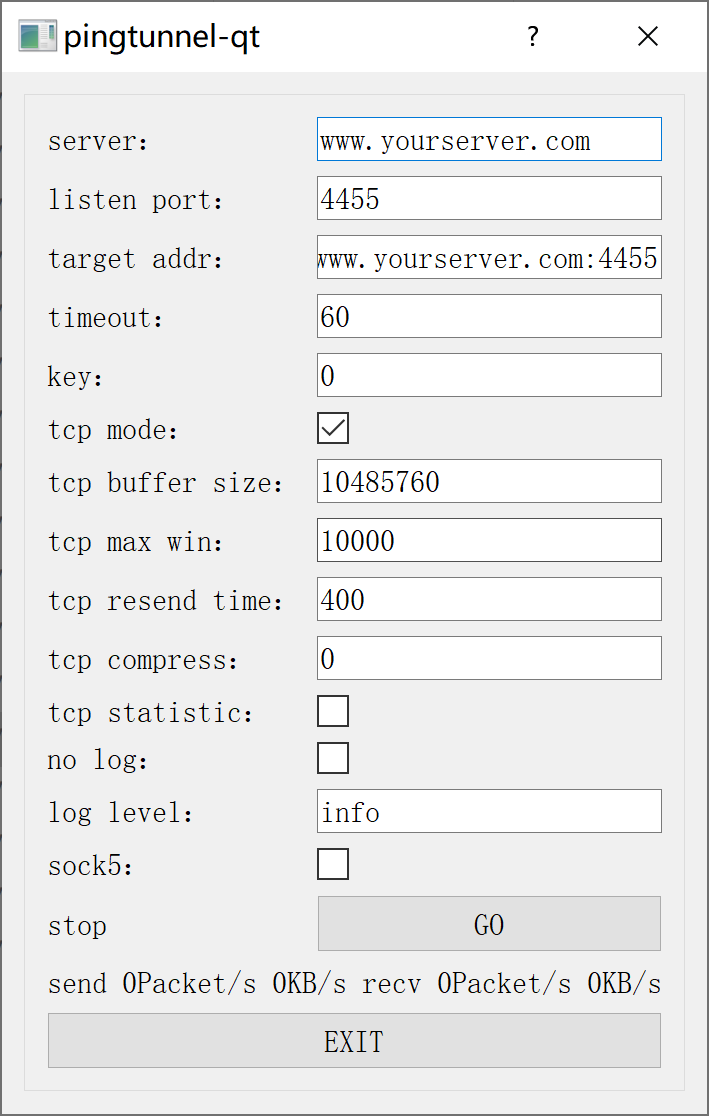 pingtunnel-qt ?
server: www.yourserver.com
listen port: 4455
target addr: www.yourserver.com:4455
timeout: 60
key: 0
tcp mode:
tcp buffer size: 10485760
tcp max win: 10000
tcp resend time: 400
tcp compress: 0
tcp statistic:
no log:
log level: info
sock5:
stop GO
send 0Packet/s 0KB/s recv 0Packet/s 0KB/s
EXIT